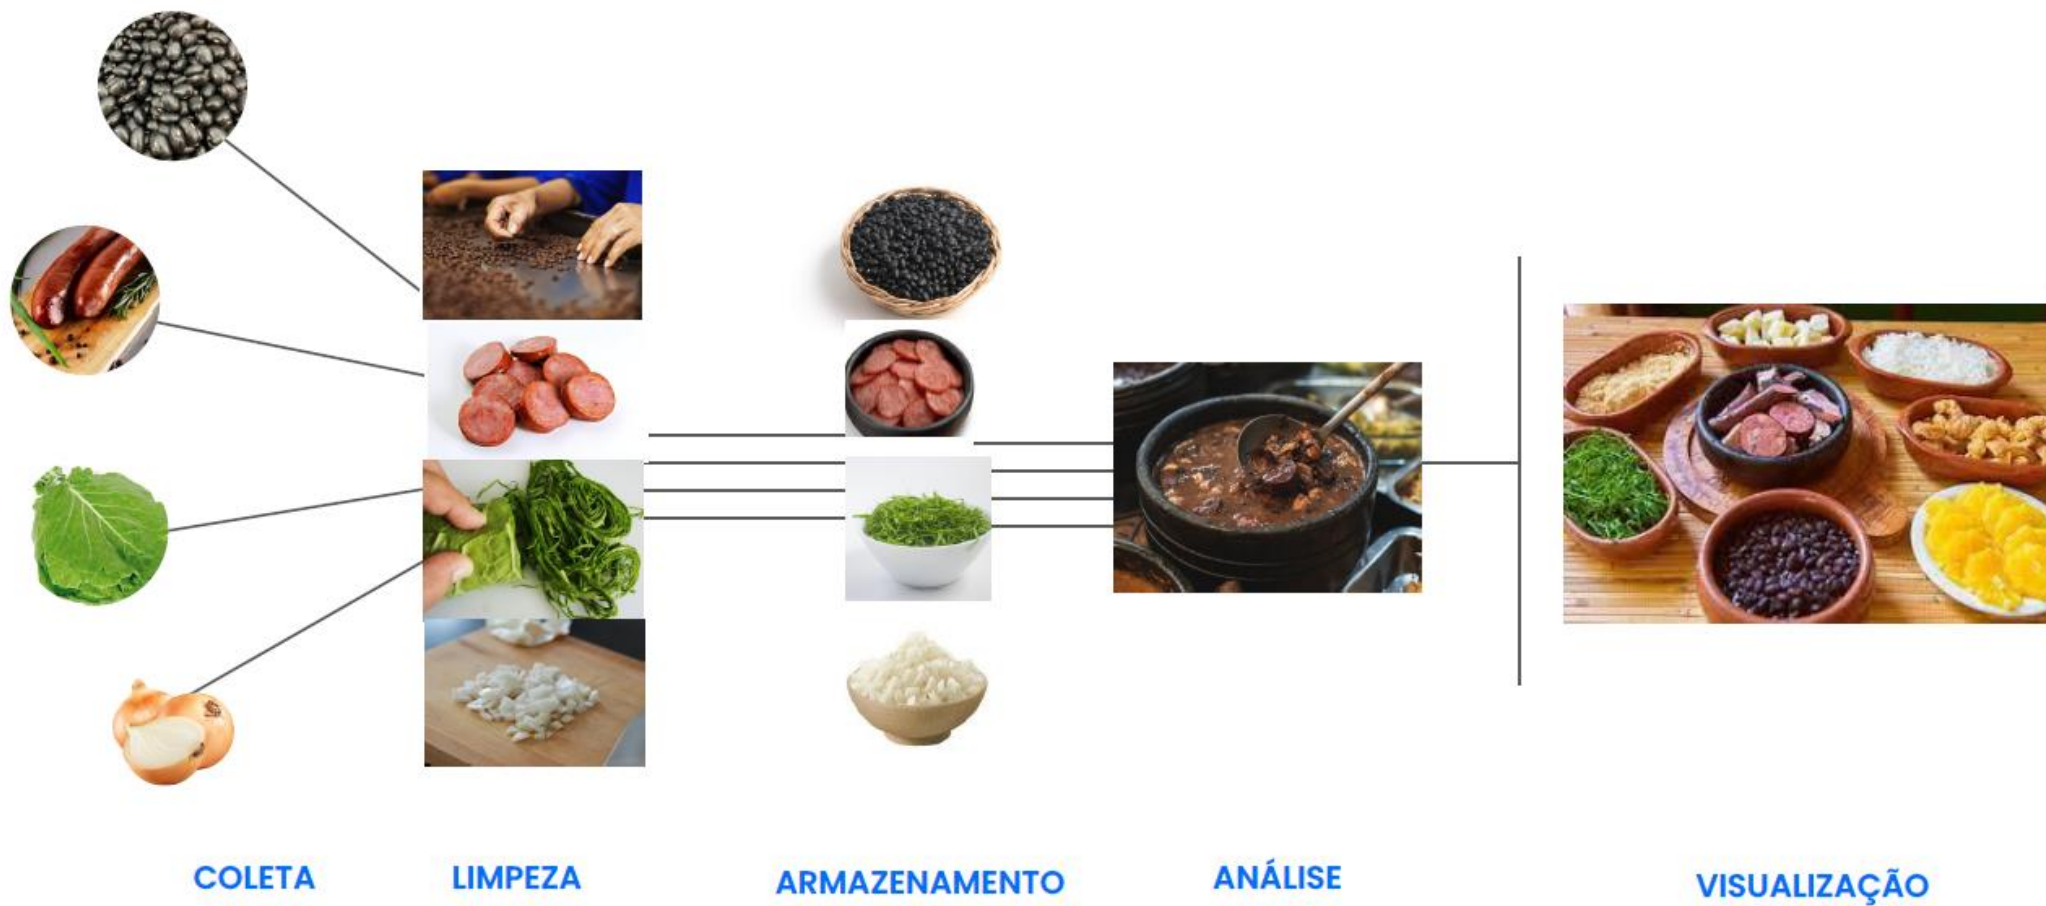 COLETA
LIMPEZA
ARMAZENAMENTO
ANÁLISE
VISUALIZAÇÃO